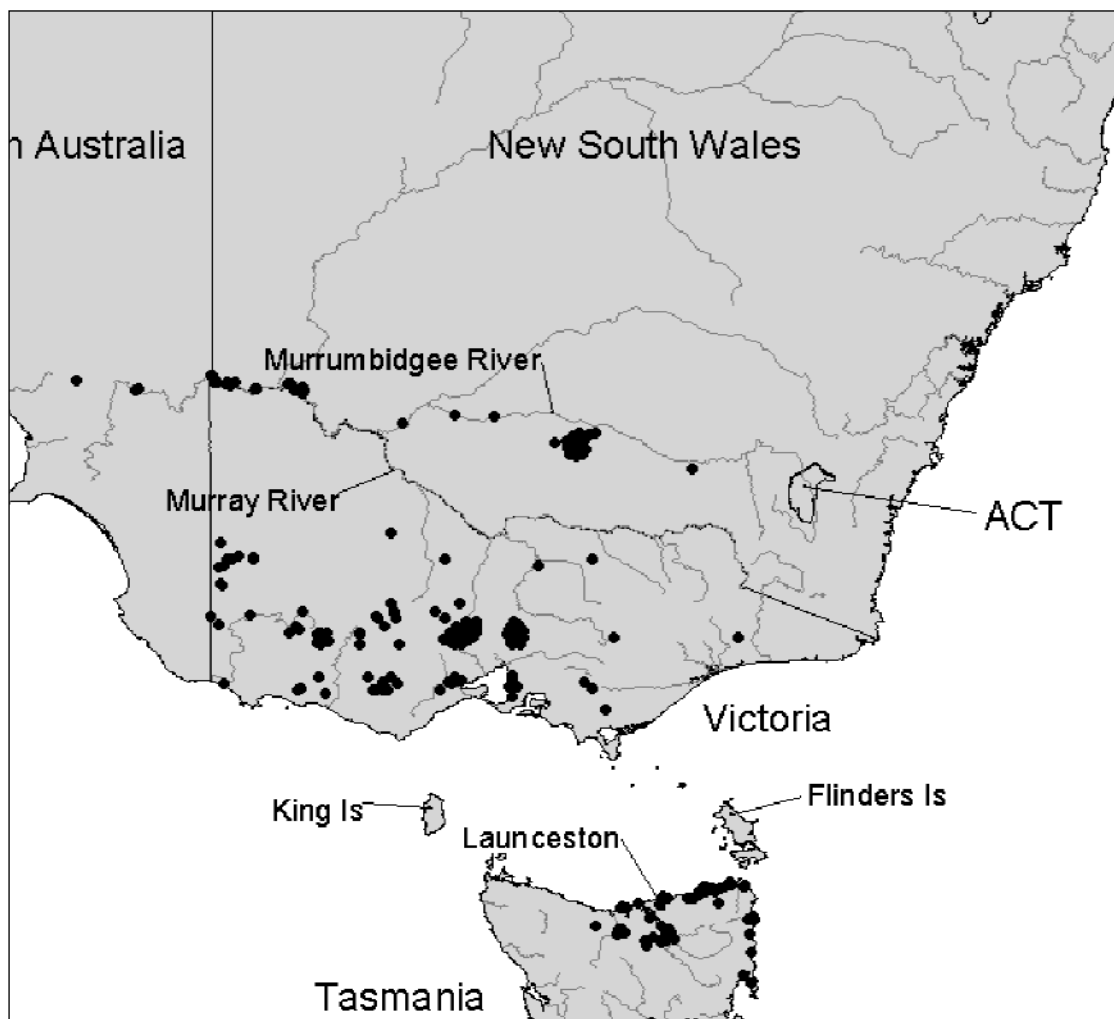 n Australia
New South Wales
Murrumbidgee River
Murray River
ACT
Victoria
King Is
Flinders Is
Launceston
Tasmania